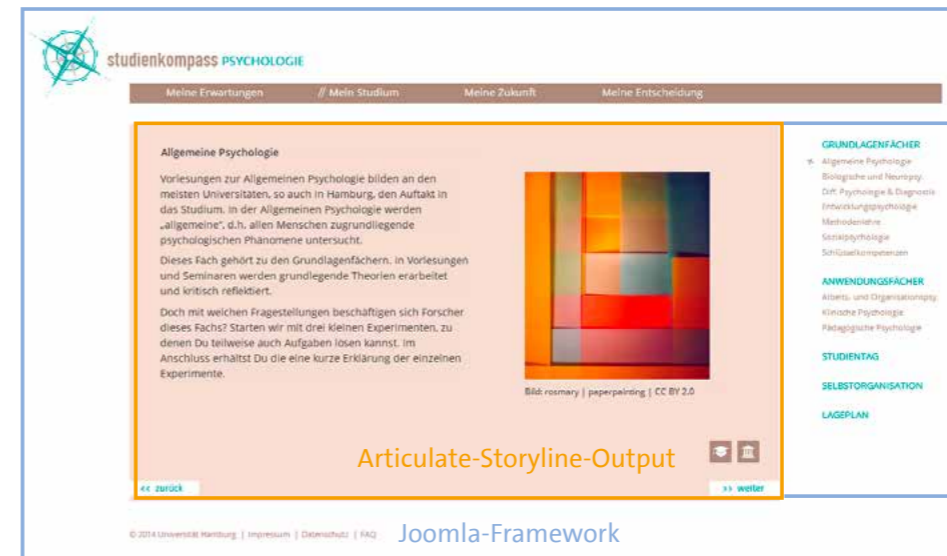 studienkompass PSYCHOLOGIE
Meine Erwartungen // Mein Studium Meine Zukunft Meine Entscheidung
Allgemeine Psychologie
Vorlesungen zur Allgemeinen Psychologie bilden an den
meisten Universitäten, so auch in Hamburg, den Auftakt in
das Studium. In der Allgemeinen Psychologie werden
„allgemeine“, d.h. allen Menschen zugrundliegende
psychologischen Phänomene untersucht.
Dieses Fach gehört zu den Grundlagenfächern. In Vorlesungen
und Seminaren werden grundlegende Theorien erarbeitet
und kritisch reflektiert.
Doch mit welchen Fragestellungen beschäftigen sich Forscher
dieses Fachs? Starten wir mit drei kleinen Experimenten, zu
denen Du teilweise auch Aufgaben lösen kannst. Im
Anschluss erhältst Du die eine kurze Erklärung der einzelnen
Experimente.
Bild: rosmary | paperpainting | CC BY 2.0
Articulate-Storyline-Output
<< zurück
>> weiter
GRUNDLAGENFÄCHER
Allgemeine Psychologie
Biologische und Neuropsy.
Diff. Psychologie & Diagnostik
Entwicklungspsychologie
Methodenlehre
Sozialpsychologie
Schlüsselkompetenzen
ANWENDUNGSFÄCHER
Arbeits- und Organisationspsy.
Klinische Psychologie
Pädagogische Psychologie
STUDIENTAG
SELBSTORGANISATION
LAGEPLAN
© 2014 Universität Hamburg | Impressum | Datenschutz | FAQ
Joomla-Framework